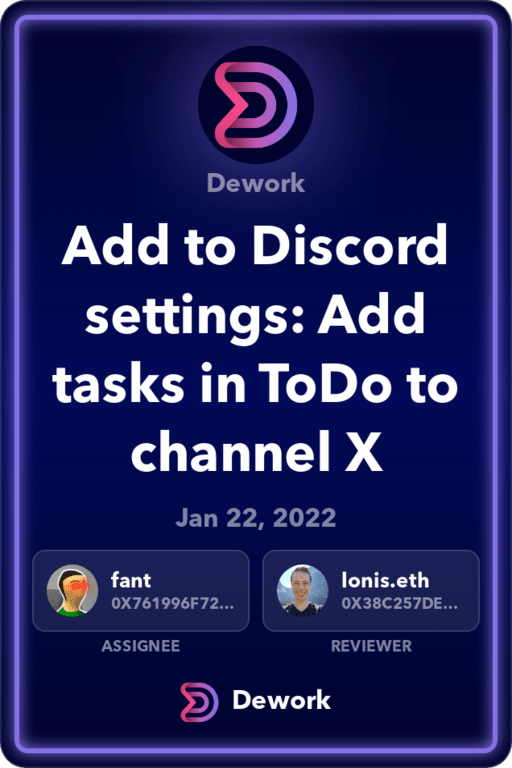 Dework
Add to Discord
settings: Add
tasks in ToDo to
channel X
Jan 22, 2022
fant
0X761996F72...
lonis.eth
0X38C257DE...
ASSIGNEE
REVIEWER
Dework